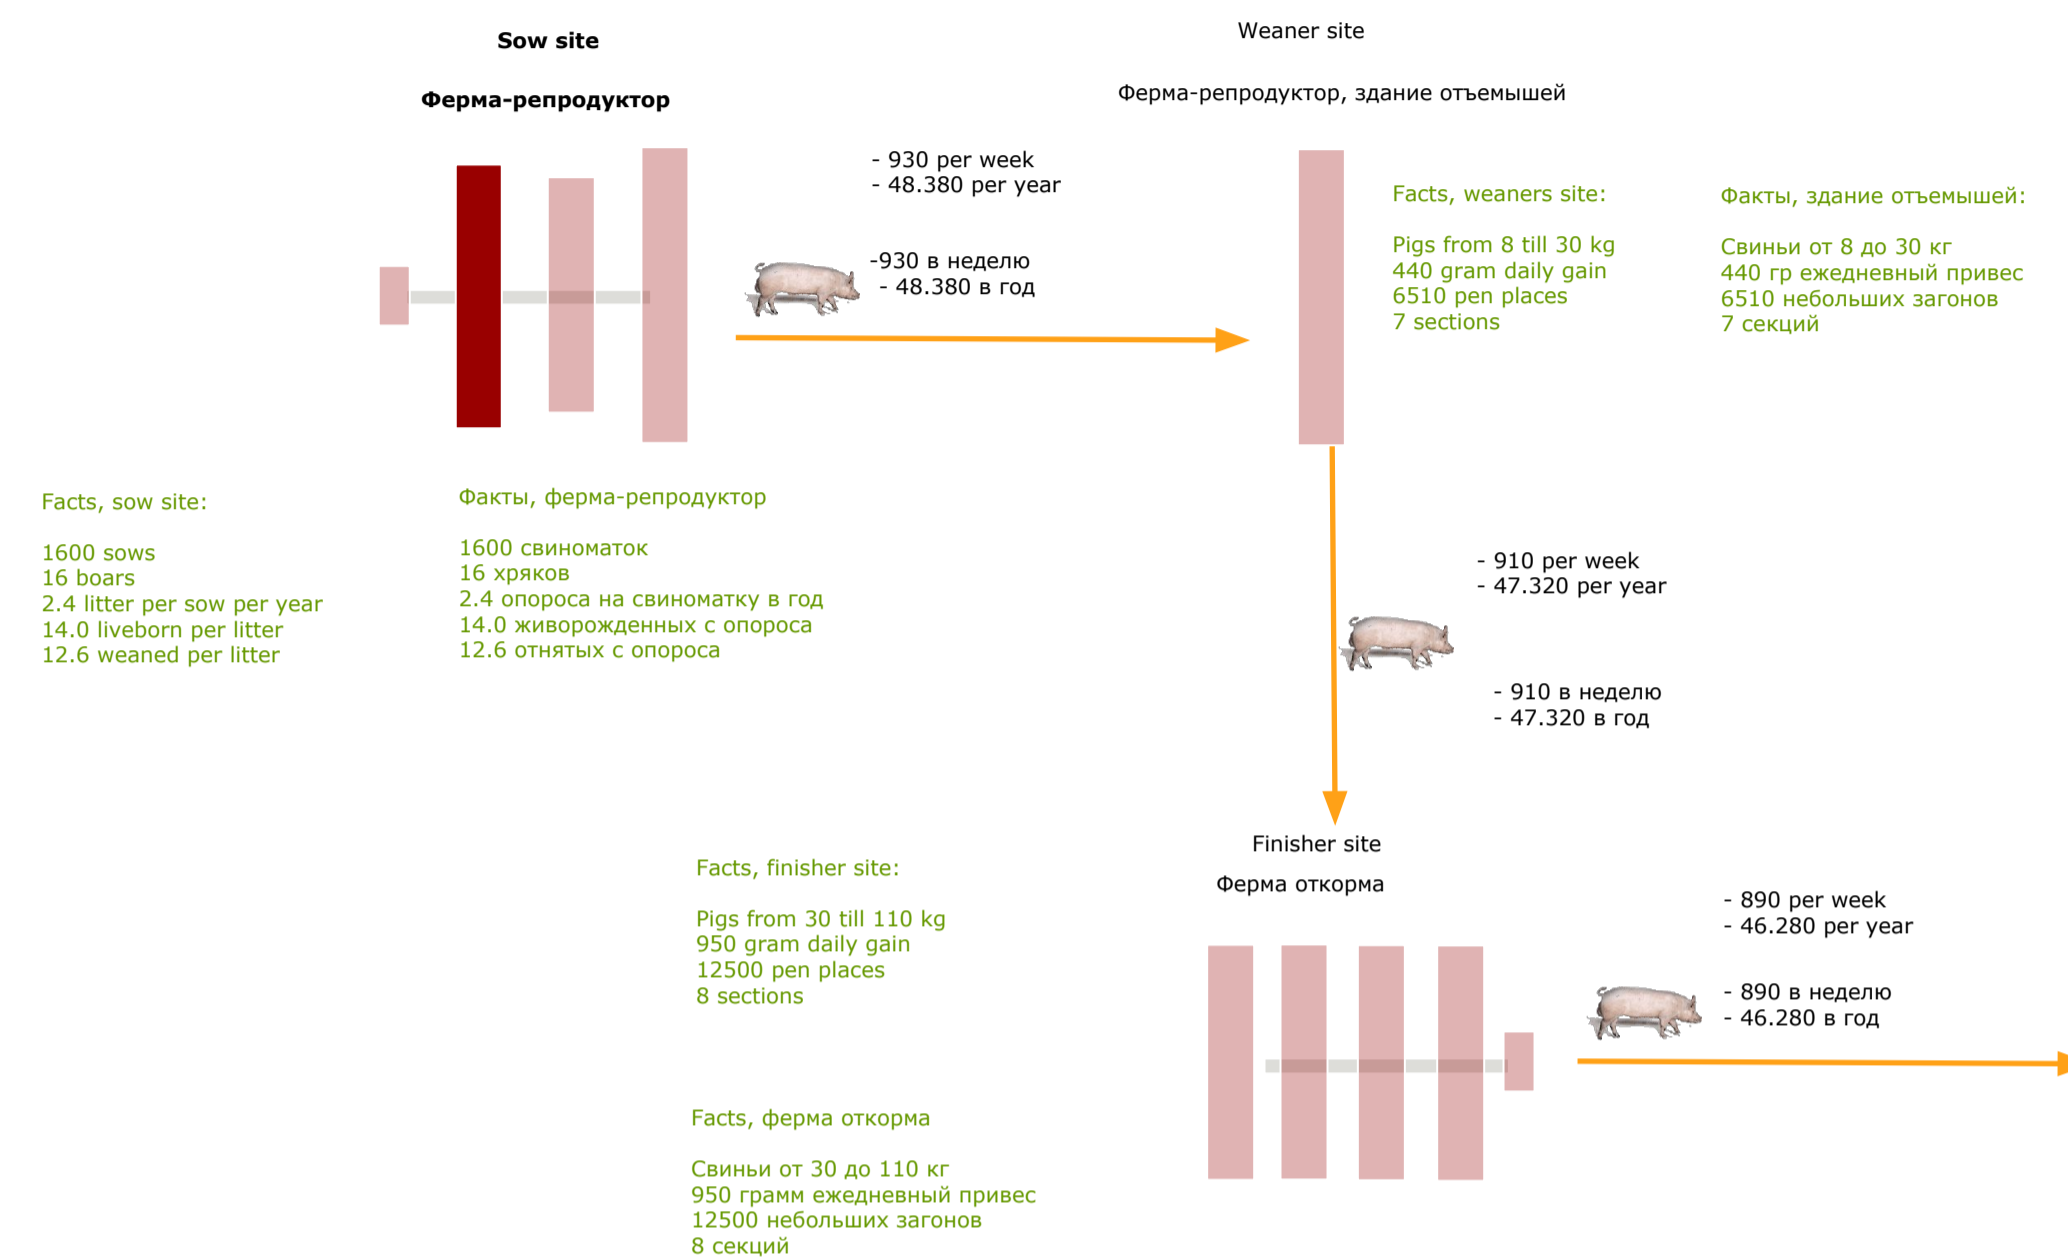 Sow site
Ферма-репродуктор
Weaner site
Ферма-репродуктор, здание отъемышей
- 930 per week
- 48.380 per year
-930 в неделю
- 48.380 в год
Facts, weaners site:
Pigs from 8 till 30 kg
440 gram daily gain
6510 pen places
7 sections
Факты, здание отъемышей:
Свиньи от 8 до 30 кг
440 гр ежедневный привес
6510 небольших загонов
7 секций
Facts, sow site:
1600 sows
16 boars
2.4 litter per sow per year
14.0 liveborn per litter
12.6 weaned per litter
Факты, ферма-репродуктор
1600 свиноматок
16 хряков
2.4 опороса на свиноматку в год
14.0 живорожденных с опороса
12.6 отнятых с опороса
- 910 per week
- 47.320 per year
- 910 в неделю
- 47.320 в год
Finisher site
Ферма откорма
Facts, finisher site:
Pigs from 30 till 110 kg
950 gram daily gain
12500 pen places
8 sections
- 890 per week
- 46.280 per year
- 890 в неделю
- 46.280 в год
Facts, ферма откорма
Свиньи от 30 до 110 кг
950 грамм ежедневный привес
12500 небольших загонов
8 секций